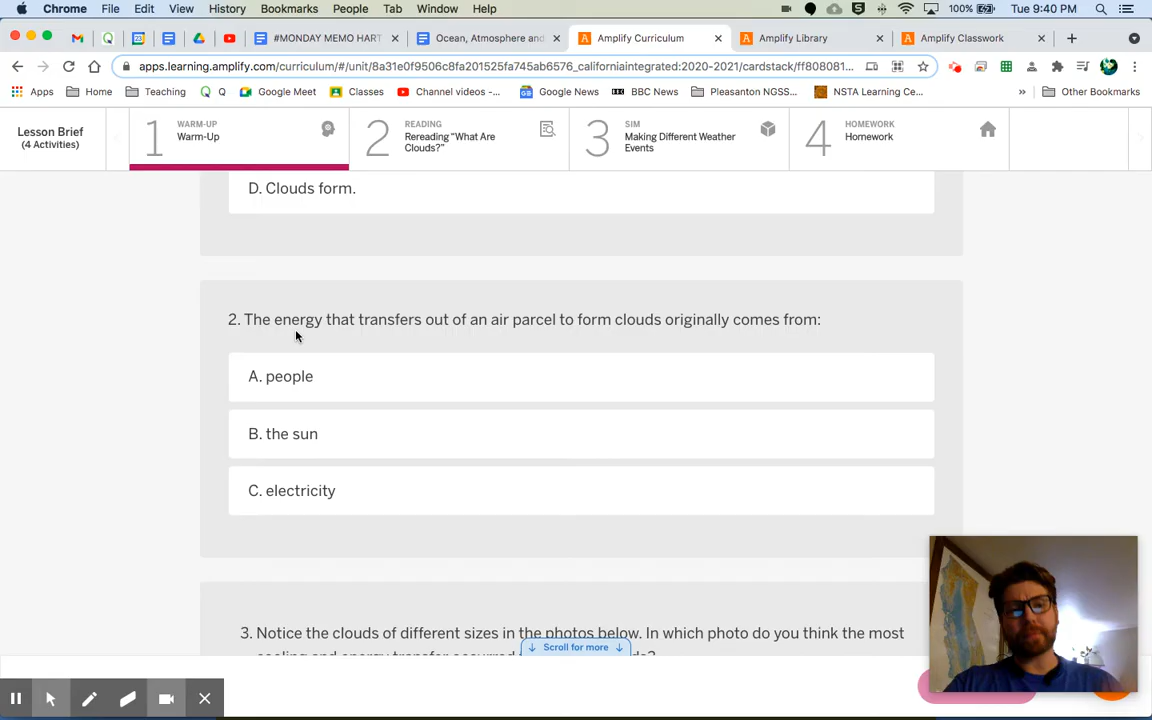 Chrome File Edit View History Bookmarks People Tab Window Help 100% Tue 9:40 PM
#MONDAY MEMO HART Ocean, Atmosphere and Amplify Curriculum Amplify Library Amplify Classwork
apps.learning.amplify.com/curriculum/#/unit/8a31e0f9506c8fa201525fa745ab6576_californiaintegrated:2020-2021/cardstack/ff808081...
Apps Home Teaching Q Google Meet Classes Channel videos -... Google News BBC News Pleasanton NGSS... NSTA Learning Ce... » Other Bookmarks
Lesson Brief
(4 Activities)
1 WARM-UP
Warm-Up
2 READING
Rereading "What Are
Clouds?"
3 SIM
Making Different Weather
Events
4 HOMEWORK
Homework
D. Clouds form.
2. The energy that transfers out of an air parcel to form clouds originally comes from:
A. people
B. the sun
C. electricity
3. Notice the clouds of different sizes in the photos below. In which photo do you think the most
Scroll for more